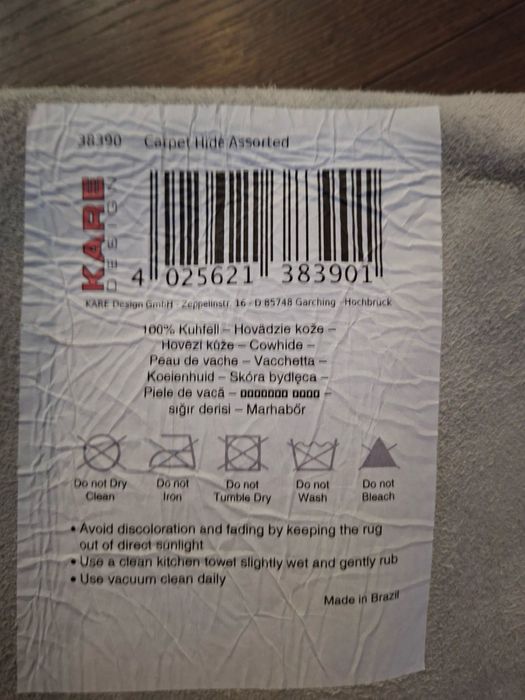 38390 Carpet Hide Assorted
KARE
DESIGN
4 025621 383901
KARE Design GmbH - Zeppelinstr. 16 - D 85748 Garching -Hochbrück
100% Kuhfell – Hovädzie kože –
Hovězí kůže – Cowhide –
Peau de vache – Vacchetta –
Koeienhuid – Skóra bydlęca –
Piele de vacă – ▯▯▯▯▯▯▯ ▯▯▯▯ –
sığır derisi – Marhabőr
Do not Dry Clean
Do not Iron
Do not Tumble Dry
Do not Wash
Do not Bleach
• Avoid discoloration and fading by keeping the rug
out of direct sunlight
• Use a clean kitchen towel slightly wet and gently rub
• Use vacuum clean daily
Made in Brazil